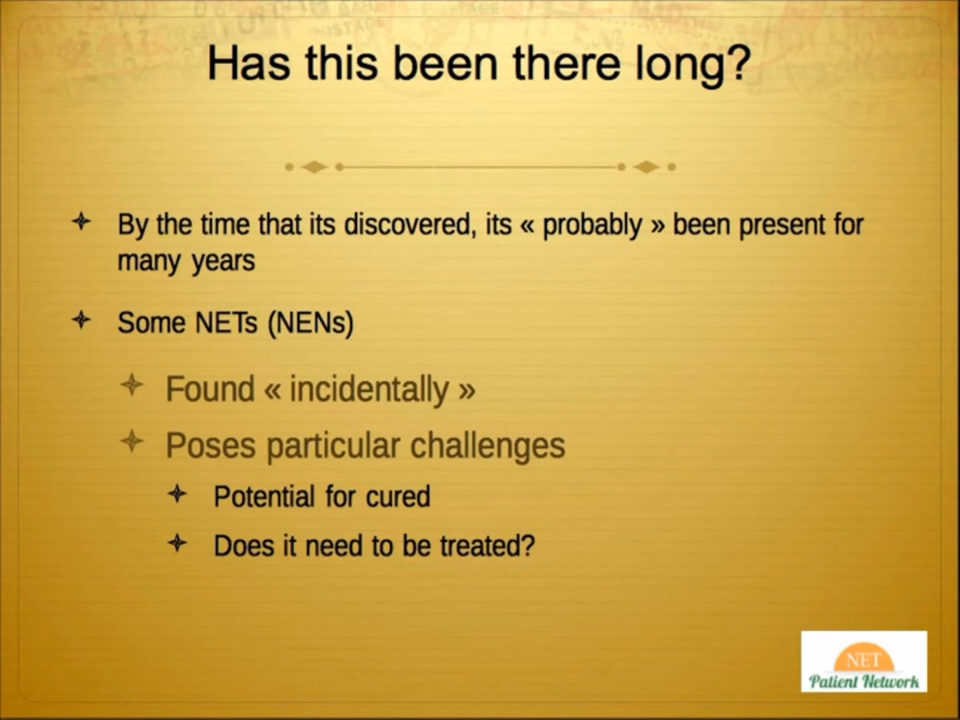 Has this been there long?
By the time that its discovered, its « probably » been present for
many years
Some NETs (NENs)
Found « incidentally »
Poses particular challenges
Potential for cured
Does it need to be treated?
NET
Patient Network